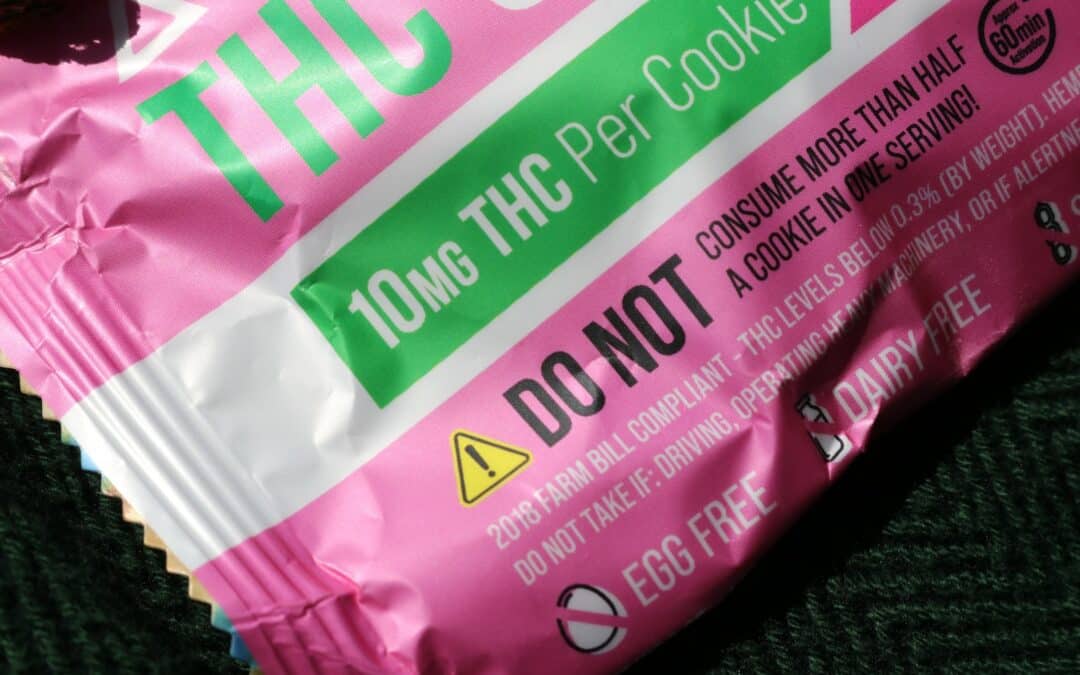 THC
10MG THC Per Cookie
DO NOT
CONSUME MORE THAN HALF
A COOKIE IN ONE SERVING!
Approx
60min
Activation
2018 FARM BILL COMPLIANT - THC LEVELS BELOW 0.3% (BY WEIGHT). HEMP
DO NOT TAKE IF: DRIVING, OPERATING HEAVY MACHINERY, OR IF ALERTNE
EGG FREE
DAIRY FREE